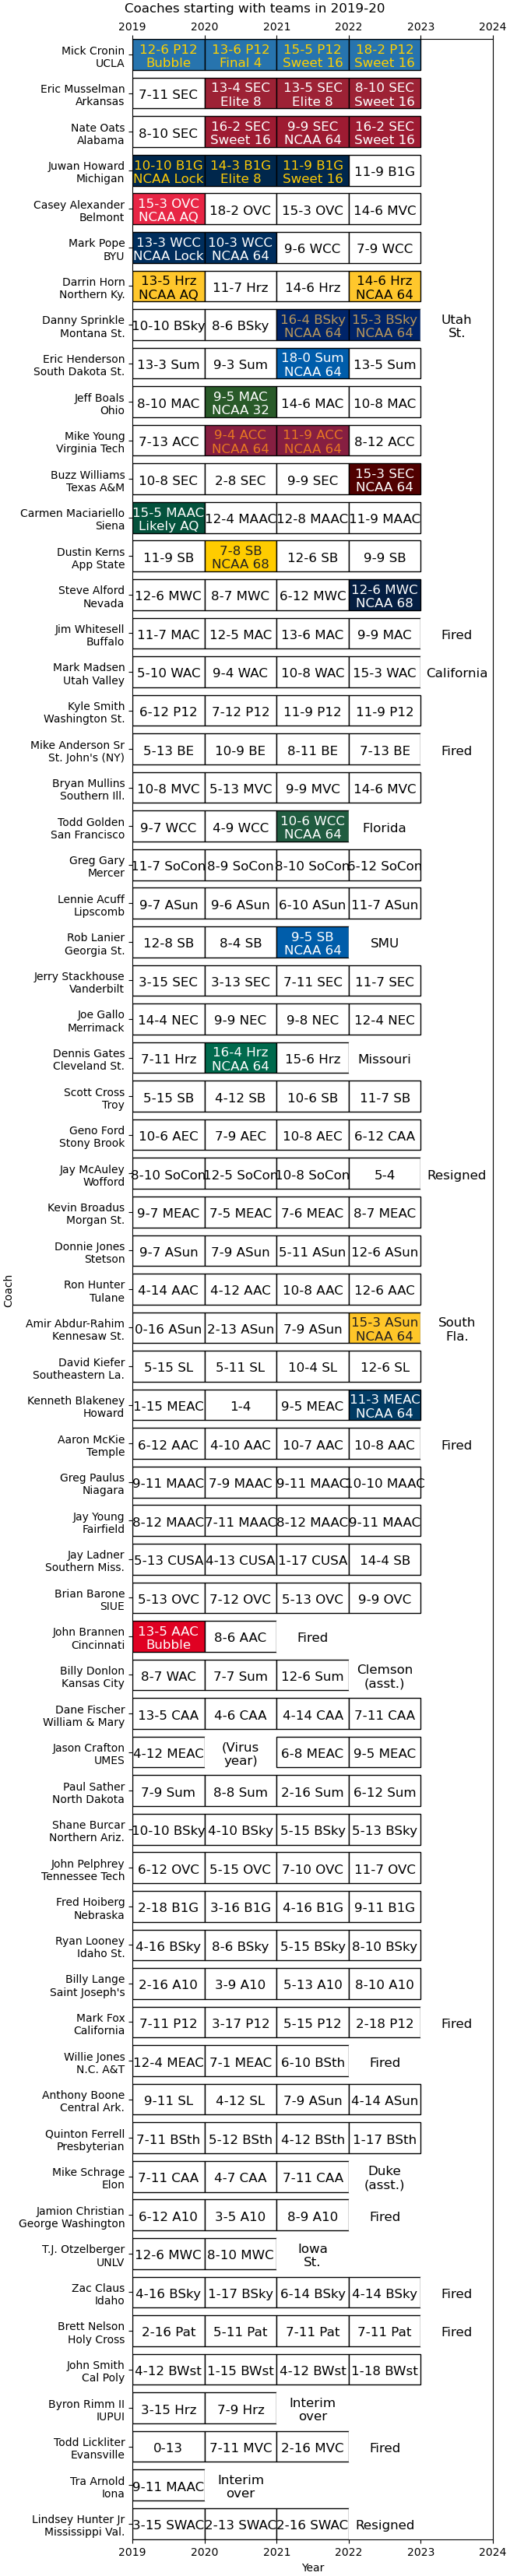 Coaches starting with teams in 2019-20
2019 2020 2021 2022 2023 2024
Mick Cronin 12-6 P12 13-6 P12 15-5 P12 18-2 P12
UCLA Bubble Final 4 Sweet 16 Sweet 16
Eric Musselman 13-4 SEC 13-5 SEC 8-10 SEC
Arkansas 7-11 SEC Elite 8 Elite 8 Sweet 16
Nate Oats 16-2 SEC 9-9 SEC 16-2 SEC
Alabama 8-10 SEC Sweet 16 NCAA 64 Sweet 16
Juwan Howard 10-10 B1G 14-3 B1G 11-9 B1G
Michigan NCAA Lock Elite 8 Sweet 16 11-9 B1G
Casey Alexander 15-3 OVC
Belmont NCAA AQ 18-2 OVC 15-3 OVC 14-6 MVC
Mark Pope 13-3 WCC 10-3 WCC
BYU NCAA Lock NCAA 64 9-6 WCC 7-9 WCC
Darrin Horn 13-5 Hrz 14-6 Hrz
Northern Ky. NCAA AQ 11-7 Hrz 14-6 Hrz NCAA 64
Danny Sprinkle 16-4 BSky 15-3 BSky Utah
Montana St. 10-10 BSky 8-6 BSky NCAA 64 NCAA 64 St.
Eric Henderson 18-0 Sum
South Dakota St. 13-3 Sum 9-3 Sum NCAA 64 13-5 Sum
Jeff Boals 9-5 MAC
Ohio 8-10 MAC NCAA 32 14-6 MAC 10-8 MAC
Mike Young 9-4 ACC 11-9 ACC
Virginia Tech 7-13 ACC NCAA 64 NCAA 64 8-12 ACC
Buzz Williams 15-3 SEC
Texas A&M 10-8 SEC 2-8 SEC 9-9 SEC NCAA 64
Carmen Maciariello 15-5 MAAC
Siena Likely AQ 12-4 MAAC 12-8 MAAC 11-9 MAAC
Dustin Kerns 7-8 SB
App State 11-9 SB NCAA 68 12-6 SB 9-9 SB
Steve Alford 12-6 MWC
Nevada 12-6 MWC 8-7 MWC 6-12 MWC NCAA 68
Jim Whitesell
Buffalo 11-7 MAC 12-5 MAC 13-6 MAC 9-9 MAC Fired
Mark Madsen
Utah Valley 5-10 WAC 9-4 WAC 10-8 WAC 15-3 WAC California
Kyle Smith
Washington St. 6-12 P12 7-12 P12 11-9 P12 11-9 P12
Mike Anderson Sr
St. John's (NY) 5-13 BE 10-9 BE 8-11 BE 7-13 BE Fired
Bryan Mullins
Southern Ill. 10-8 MVC 5-13 MVC 9-9 MVC 14-6 MVC
Todd Golden 10-6 WCC
San Francisco 9-7 WCC 4-9 WCC NCAA 64 Florida
Greg Gary
Mercer 11-7 SoCon 8-9 SoCon 8-10 SoCon 6-12 SoCon
Lennie Acuff
Lipscomb 9-7 ASun 9-6 ASun 6-10 ASun 11-7 ASun
Rob Lanier 9-5 SB
Georgia St. 12-8 SB 8-4 SB NCAA 64 SMU
Jerry Stackhouse
Vanderbilt 3-15 SEC 3-13 SEC 7-11 SEC 11-7 SEC
Joe Gallo
Merrimack 14-4 NEC 9-9 NEC 9-8 NEC 12-4 NEC
Dennis Gates 16-4 Hrz
Cleveland St. 7-11 Hrz NCAA 64 15-6 Hrz Missouri
Scott Cross
Troy 5-15 SB 4-12 SB 10-6 SB 11-7 SB
Geno Ford
Stony Brook 10-6 AEC 7-9 AEC 10-8 AEC 6-12 CAA
Jay McAuley
Wofford 8-10 SoCon 12-5 SoCon 10-8 SoCon 5-4 Resigned
Kevin Broadus
Morgan St. 9-7 MEAC 7-5 MEAC 7-6 MEAC 8-7 MEAC
Donnie Jones
Stetson 9-7 ASun 7-9 ASun 5-11 ASun 12-6 ASun
Ron Hunter
Tulane 4-14 AAC 4-12 AAC 10-8 AAC 12-6 AAC
Amir Abdur-Rahim 15-3 ASun South
Kennesaw St. 0-16 ASun 2-13 ASun 7-9 ASun NCAA 64 Fla.
David Kiefer
Southeastern La. 5-15 SL 5-11 SL 10-4 SL 12-6 SL
Kenneth Blakeney 11-3 MEAC
Howard 1-15 MEAC 1-4 9-5 MEAC NCAA 64
Aaron McKie
Temple 6-12 AAC 4-10 AAC 10-7 AAC 10-8 AAC Fired
Greg Paulus
Niagara 9-11 MAAC 7-9 MAAC 9-11 MAAC 10-10 MAAC
Jay Young
Fairfield 8-12 MAAC 7-11 MAAC 8-12 MAAC 9-11 MAAC
Jay Ladner
Southern Miss. 5-13 CUSA 4-13 CUSA 1-17 CUSA 14-4 SB
Brian Barone
SIUE 5-13 OVC 7-12 OVC 5-13 OVC 9-9 OVC
John Brannen 13-5 AAC
Cincinnati Bubble 8-6 AAC Fired
Billy Donlon Clemson
Kansas City 8-7 WAC 7-7 Sum 12-6 Sum (asst.)
Dane Fischer
William & Mary 13-5 CAA 4-6 CAA 4-14 CAA 7-11 CAA
Jason Crafton (Virus
UMES 4-12 MEAC year) 6-8 MEAC 9-5 MEAC
Paul Sather
North Dakota 7-9 Sum 8-8 Sum 2-16 Sum 6-12 Sum
Shane Burcar
Northern Ariz. 10-10 BSky 4-10 BSky 5-15 BSky 5-13 BSky
John Pelphrey
Tennessee Tech 6-12 OVC 5-15 OVC 7-10 OVC 11-7 OVC
Fred Hoiberg
Nebraska 2-18 B1G 3-16 B1G 4-16 B1G 9-11 B1G
Ryan Looney
Idaho St. 4-16 BSky 8-6 BSky 5-15 BSky 8-10 BSky
Billy Lange
Saint Joseph's 2-16 A10 3-9 A10 5-13 A10 8-10 A10
Mark Fox
California 7-11 P12 3-17 P12 5-15 P12 2-18 P12 Fired
Willie Jones
N.C. A&T 12-4 MEAC 7-1 MEAC 6-10 BSth Fired
Anthony Boone
Central Ark. 9-11 SL 4-12 SL 7-9 ASun 4-14 ASun
Quinton Ferrell
Presbyterian 7-11 BSth 5-12 BSth 4-12 BSth 1-17 BSth
Mike Schrage Duke
Elon 7-11 CAA 4-7 CAA 7-11 CAA (asst.)
Jamion Christian
George Washington 6-12 A10 3-5 A10 8-9 A10 Fired
T.J. Otzelberger Iowa
UNLV 12-6 MWC 8-10 MWC St.
Zac Claus
Idaho 4-16 BSky 1-17 BSky 6-14 BSky 4-14 BSky Fired
Brett Nelson
Holy Cross 2-16 Pat 5-11 Pat 7-11 Pat 7-11 Pat Fired
John Smith
Cal Poly 4-12 BWst 1-15 BWst 4-12 BWst 1-18 BWst
Byron Rimm II Interim
IUPUI 3-15 Hrz 7-9 Hrz over
Todd Lickliter
Evansville 0-13 7-11 MVC 2-16 MVC Fired
Tra Arnold Interim
Iona 9-11 MAAC over
Lindsey Hunter Jr
Mississippi Val. 3-15 SWAC 2-13 SWAC 2-16 SWAC Resigned
2019 2020 2021 2022 2023 2024
Year
Coach